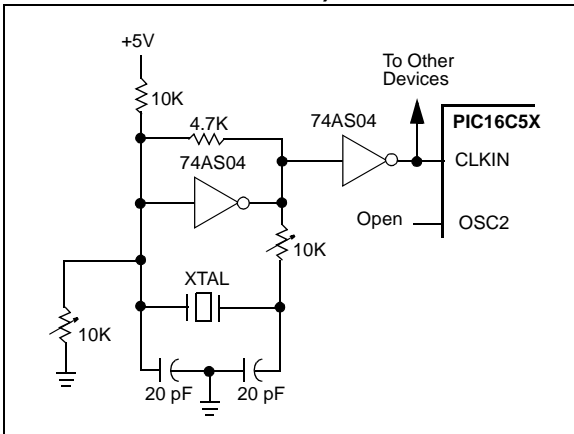 +5V
To Other
Devices
10K
4.7K
74AS04
PIC16C5X
74AS04
CLKIN
Open
OSC2
10K
XTAL
10K
20 pF
20 pF